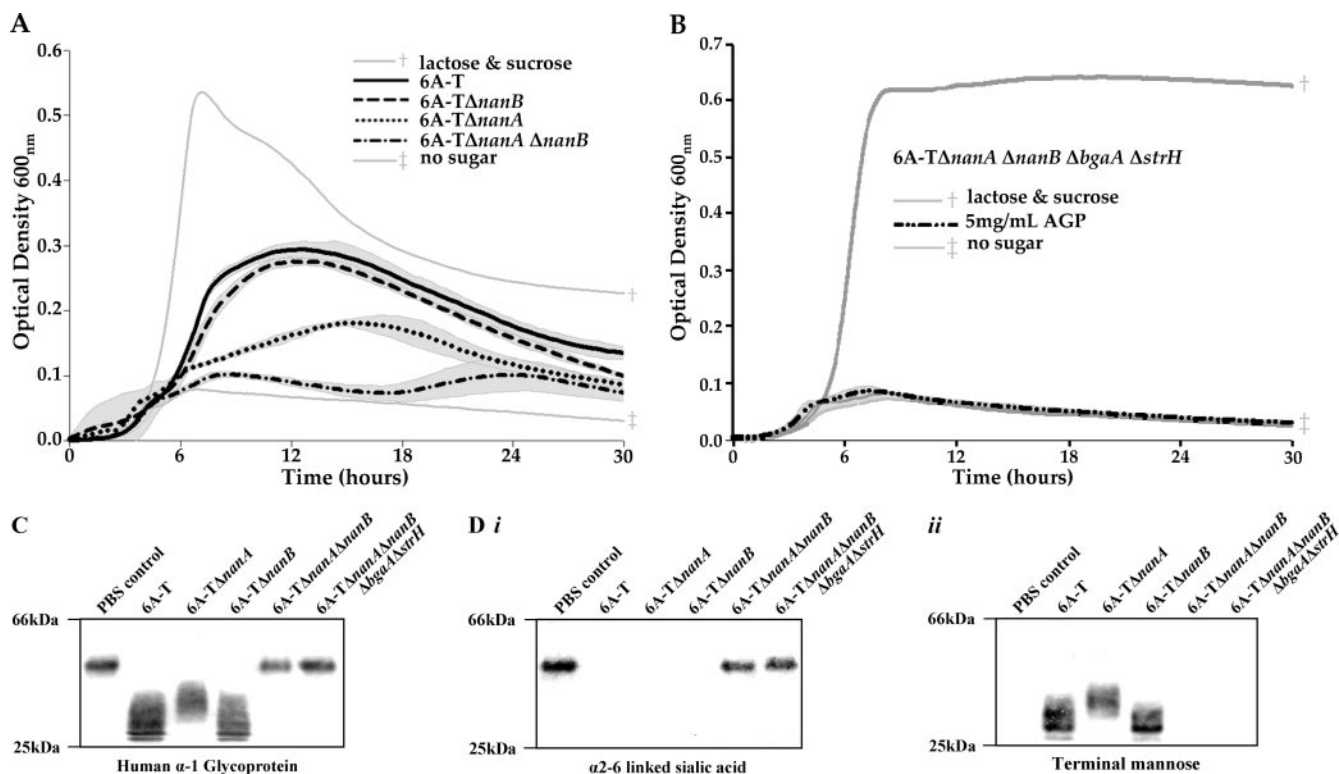 A
0.6
0.5
0.4
0.3
0.2
0.1
0.0
Optical Density 600nm
0 6 12 18 24 30
Time (hours)
† lactose & sucrose
6A-T
6A-TΔnanB
6A-TΔnanA
6A-TΔnanA ΔnanB
‡ no sugar
†
‡
B
0.7
0.6
0.5
0.4
0.3
0.2
0.1
0.0
Optical Density 600nm
0 6 12 18 24 30
Time (hours)
6A-TΔnanA ΔnanB ΔbgaA ΔstrH
† lactose & sucrose
5mg/mL AGP
‡ no sugar
†
‡
C
PBS control
6A-T
6A-TΔnanA
6A-TΔnanB
6A-TΔnanAΔnanB
6A-TΔnanAΔnanB
ΔbgaAΔstrH
66kDa
25kDa
Human α-1 Glycoprotein
D i
PBS control
6A-T
6A-TΔnanA
6A-TΔnanB
6A-TΔnanAΔnanB
6A-TΔnanAΔnanB
ΔbgaAΔstrH
66kDa
25kDa
α2-6 linked sialic acid
ii
PBS control
6A-T
6A-TΔnanA
6A-TΔnanB
6A-TΔnanAΔnanB
6A-TΔnanAΔnanB
ΔbgaAΔstrH
66kDa
25kDa
Terminal mannose